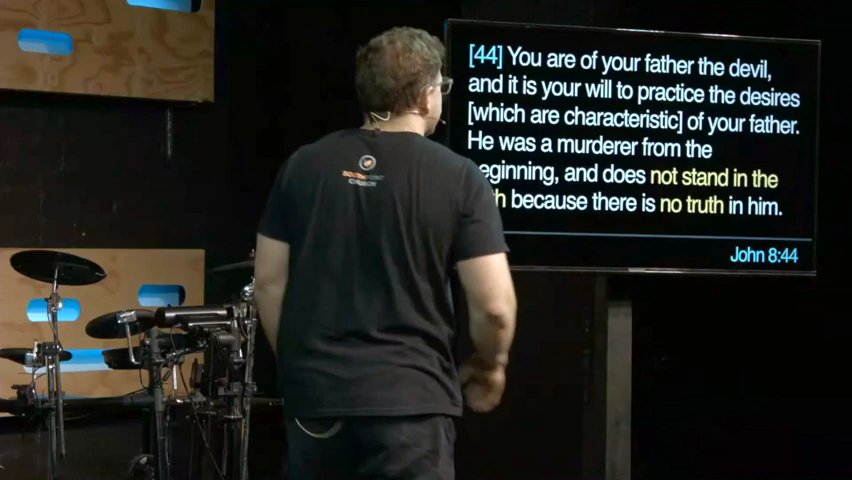 [44] You are of your father the devil,
and it is your will to practice the desires
[which are characteristic] of your father.
He was a murderer from the
eginning, and does not stand in the
h because there is no truth in him.
John 8:44